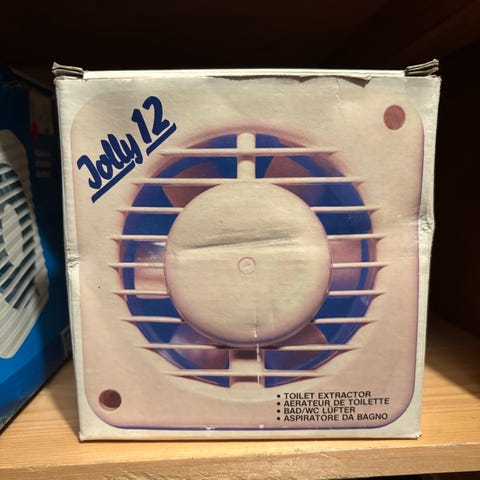 Jolly 12
• TOILET EXTRACTOR
• AERATEUR DE TOILETTE
• BAD/WC LÜFTER
• ASPIRATORE DA BAGNO